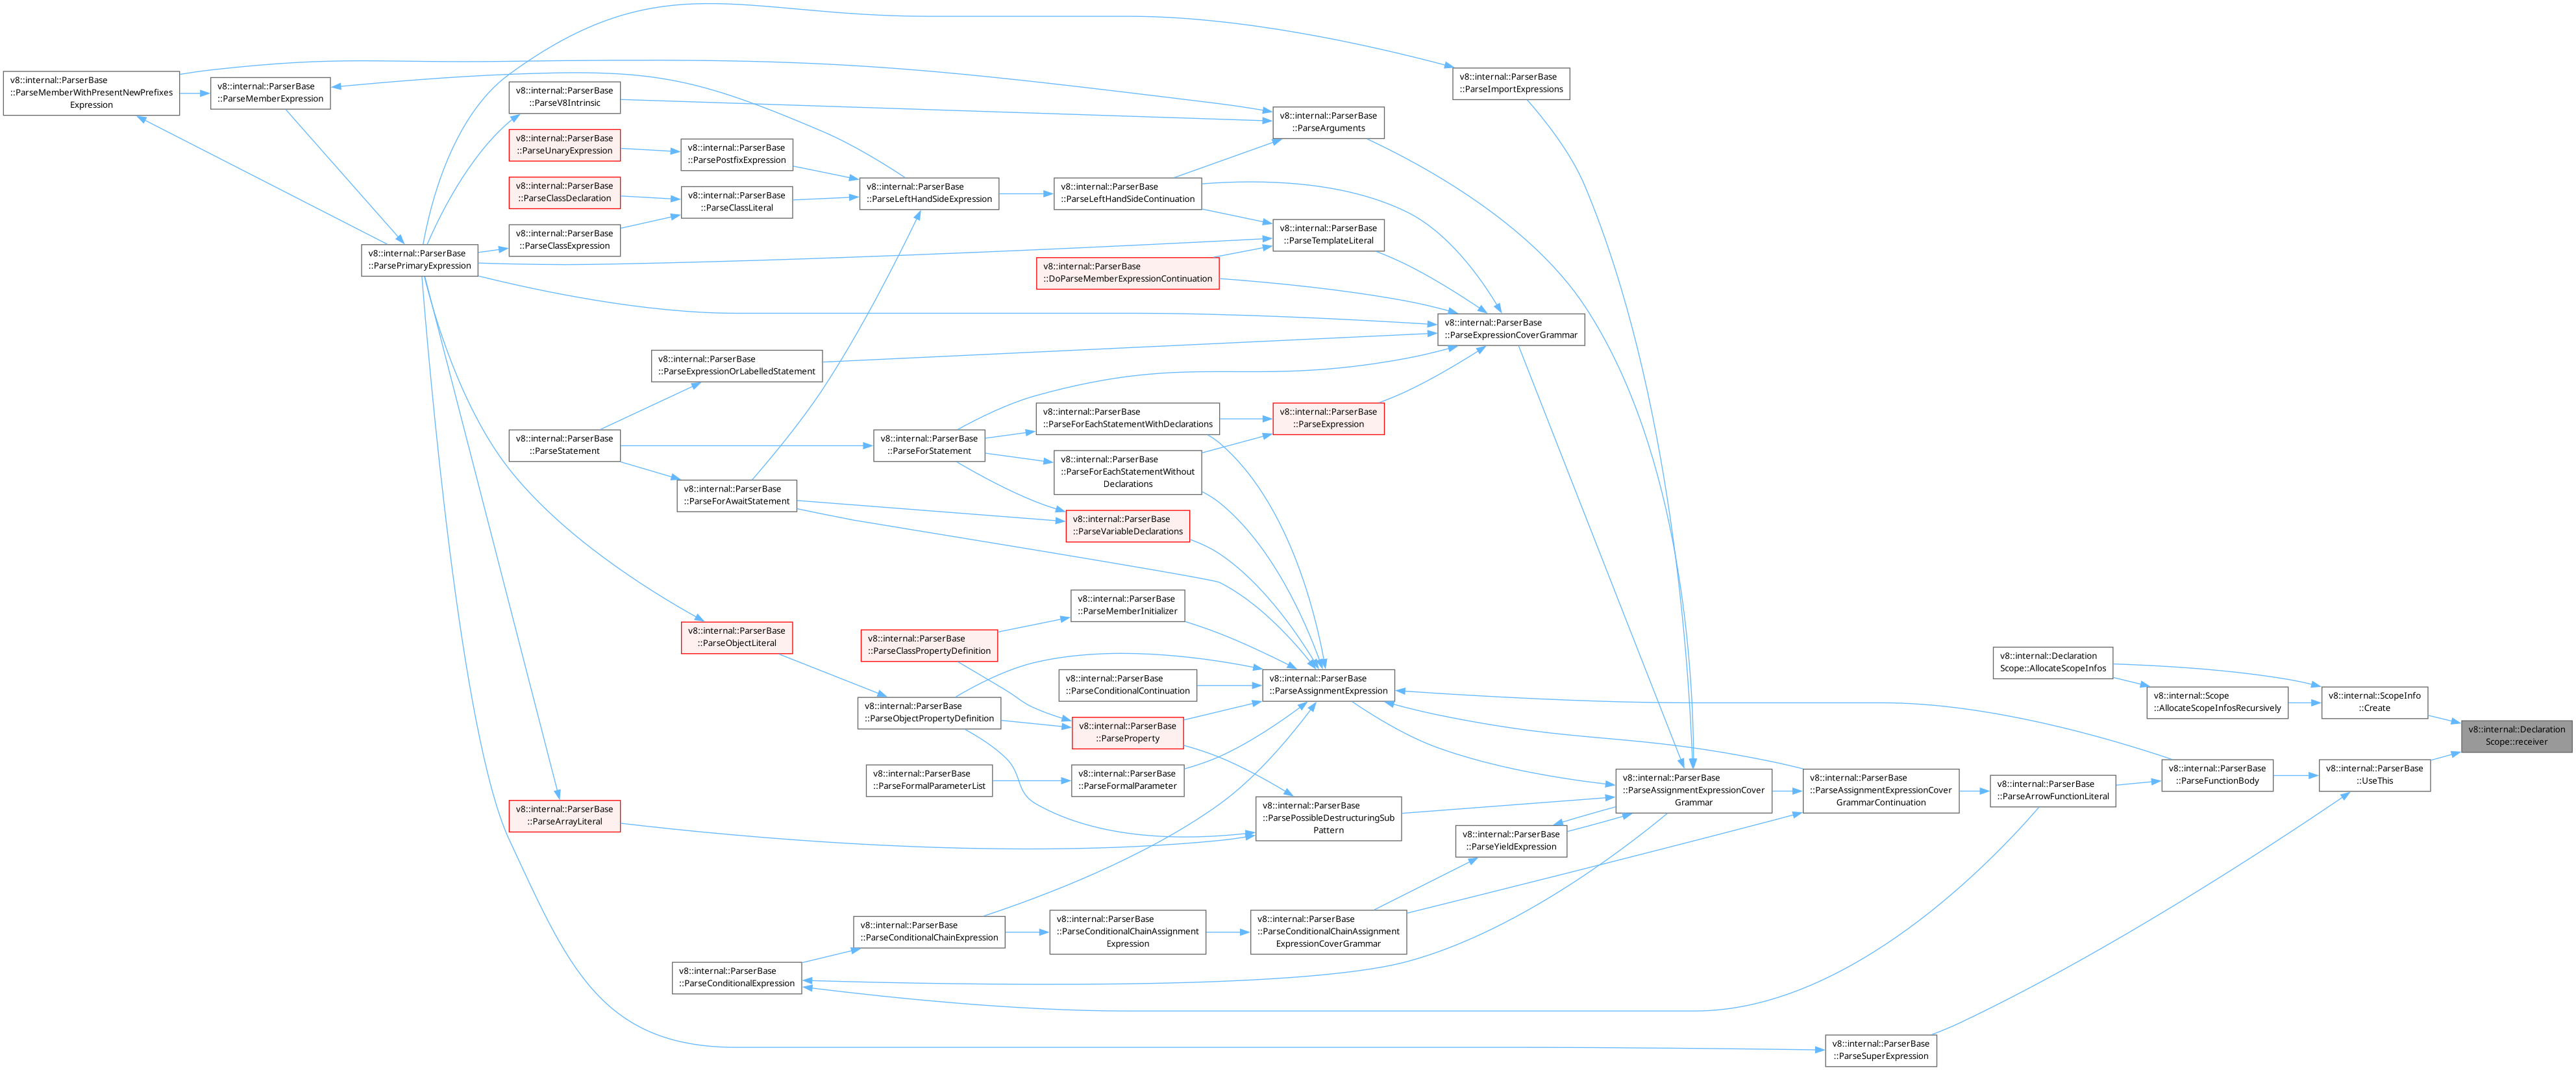 v8::internal::ParserBase
::ParseMemberWithPresentNewPrefixes
Expression
v8::internal::ParserBase
::ParseMemberExpression
v8::internal::ParserBase
::ParsePrimaryExpression
v8::internal::ParserBase
::ParseV8Intrinsic
v8::internal::ParserBase
::ParseUnaryExpression
v8::internal::ParserBase
::ParseClassDeclaration
v8::internal::ParserBase
::ParseClassExpression
v8::internal::ParserBase
::ParseStatement
v8::internal::ParserBase
::ParseArrayLiteral
v8::internal::ParserBase
::ParsePostfixExpression
v8::internal::ParserBase
::ParseClassLiteral
v8::internal::ParserBase
::ParseExpressionOrLabelledStatement
v8::internal::ParserBase
::ParseForAwaitStatement
v8::internal::ParserBase
::ParseObjectLiteral
v8::internal::ParserBase
::ParseConditionalExpression
v8::internal::ParserBase
::ParseLeftHandSideExpression
v8::internal::ParserBase
::ParseForStatement
v8::internal::ParserBase
::ParseClassPropertyDefinition
v8::internal::ParserBase
::ParseObjectPropertyDefinition
v8::internal::ParserBase
::ParseFormalParameterList
v8::internal::ParserBase
::ParseConditionalChainExpression
v8::internal::ParserBase
::ParseLeftHandSideContinuation
v8::internal::ParserBase
::DoParseMemberExpressionContinuation
v8::internal::ParserBase
::ParseForEachStatementWithDeclarations
v8::internal::ParserBase
::ParseForEachStatementWithout
Declarations
v8::internal::ParserBase
::ParseVariableDeclarations
v8::internal::ParserBase
::ParseMemberInitializer
v8::internal::ParserBase
::ParseConditionalContinuation
v8::internal::ParserBase
::ParseProperty
v8::internal::ParserBase
::ParseFormalParameter
v8::internal::ParserBase
::ParseConditionalChainAssignment
Expression
v8::internal::ParserBase
::ParseArguments
v8::internal::ParserBase
::ParseTemplateLiteral
v8::internal::ParserBase
::ParseExpression
v8::internal::ParserBase
::ParseAssignmentExpression
v8::internal::ParserBase
::ParsePossibleDestructuringSub
Pattern
v8::internal::ParserBase
::ParseConditionalChainAssignment
ExpressionCoverGrammar
v8::internal::ParserBase
::ParseImportExpressions
v8::internal::ParserBase
::ParseExpressionCoverGrammar
v8::internal::ParserBase
::ParseYieldExpression
v8::internal::ParserBase
::ParseAssignmentExpressionCover
Grammar
v8::internal::ParserBase
::ParseAssignmentExpressionCover
GrammarContinuation
v8::internal::ParserBase
::ParseSuperExpression
v8::internal::Declaration
Scope::AllocateScopeInfos
v8::internal::ParserBase
::ParseArrowFunctionLiteral
v8::internal::Scope
::AllocateScopeInfosRecursively
v8::internal::ParserBase
::ParseFunctionBody
v8::internal::ScopeInfo
::Create
v8::internal::ParserBase
::UseThis
v8::internal::Declaration
Scope::receiver